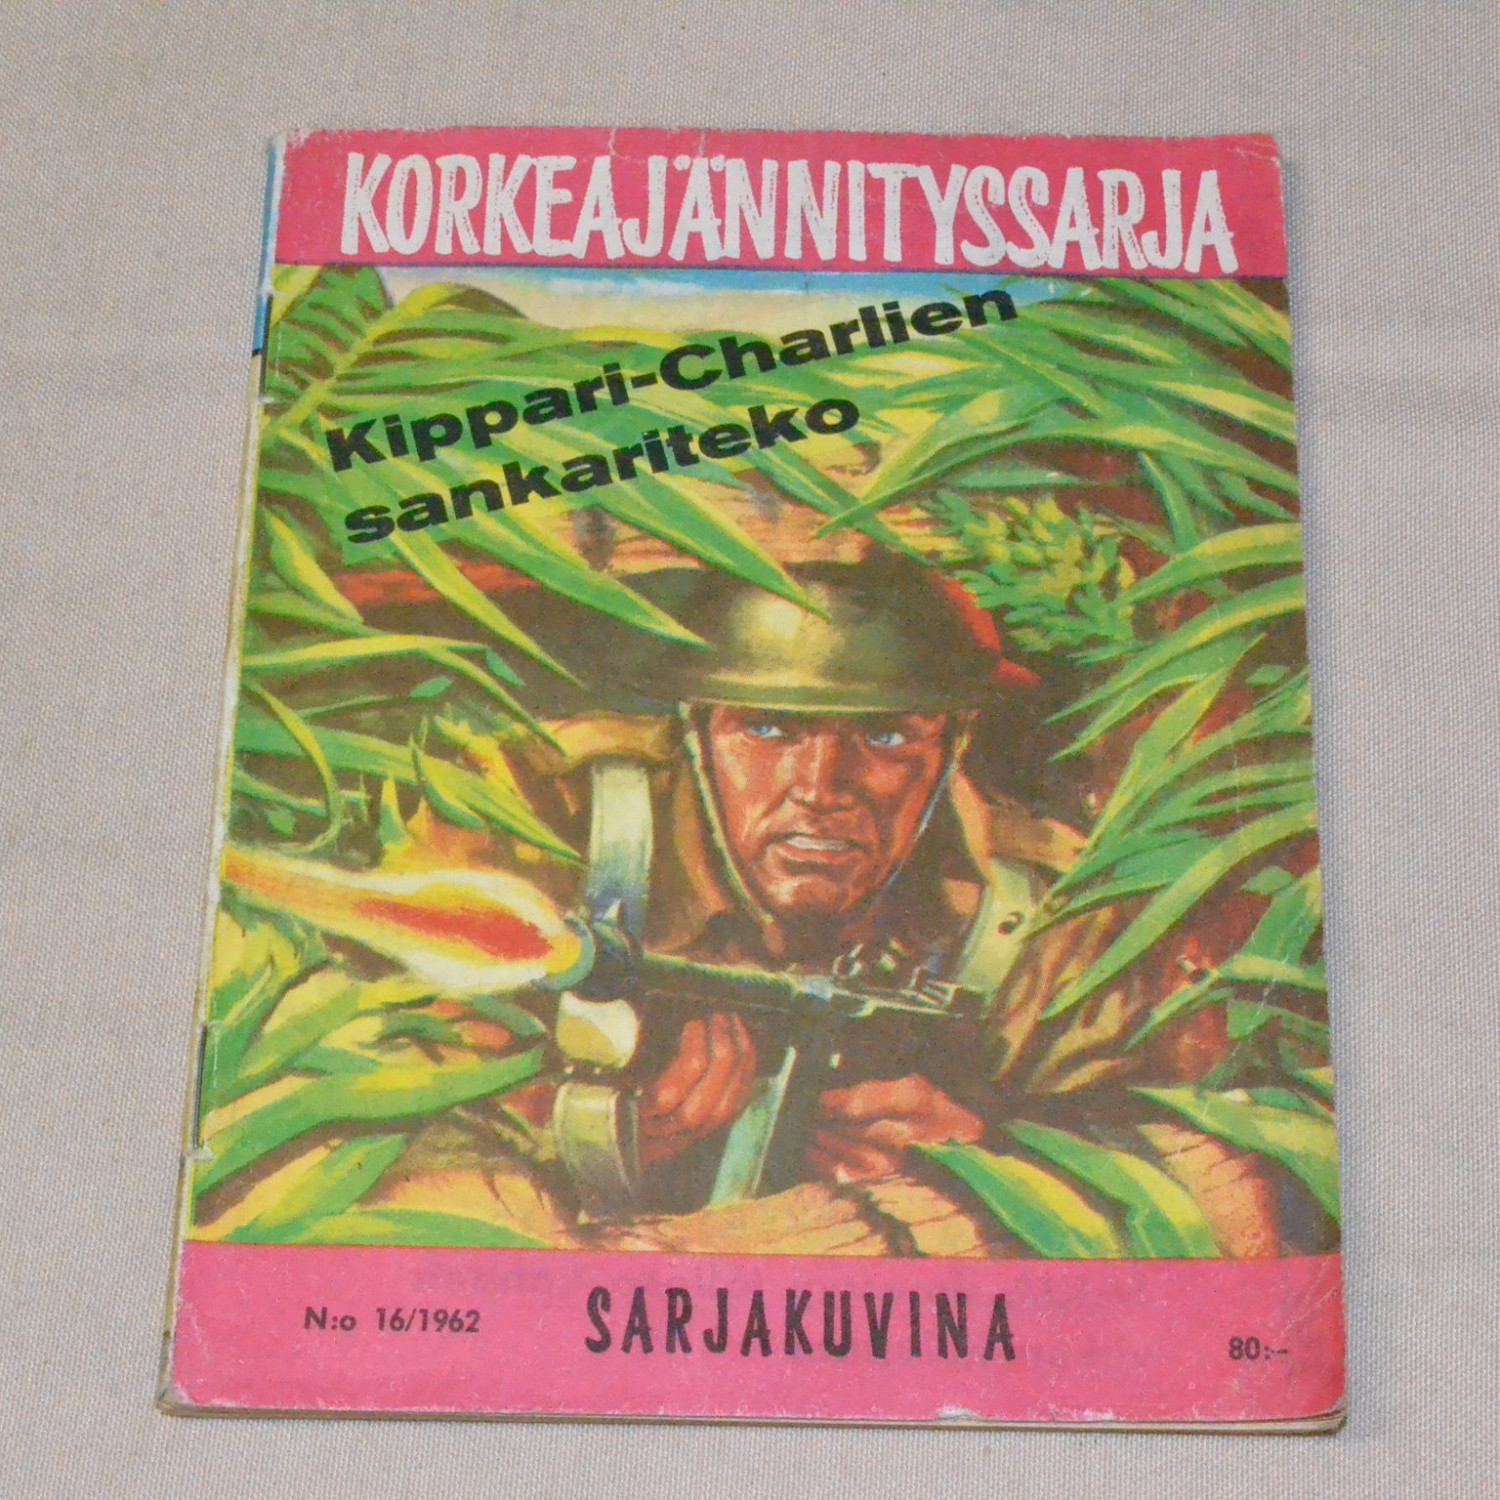 KORKEAJÄNNITYSSARJA
Kippari-Charlien
sankariteko
N:o 16/1962
SARJAKUVINA
80:-